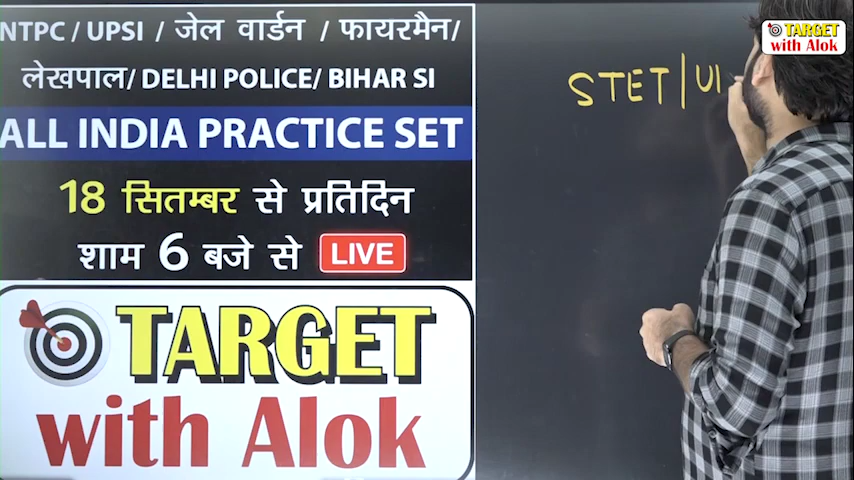 NTPC / UPSI / जेल वार्डन / फायरमैन/
लेखपाल/ DELHI POLICE/ BIHAR SI
ALL INDIA PRACTICE SET
18 सितम्बर से प्रतिदिन
शाम 6 बजे से LIVE
TARGET
with Alok
STET | UI
TARGET
with Alok